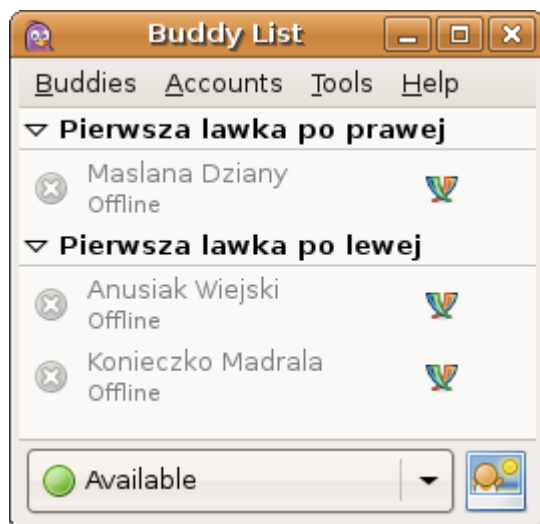 Buddy List
Buddies Accounts Tools Help
Pierwsza lawka po prawej
Maslana Dziany
Offline
Pierwsza lawka po lewej
Anusiak Wiejski
Offline
Konieczko Madrala
Offline
Available